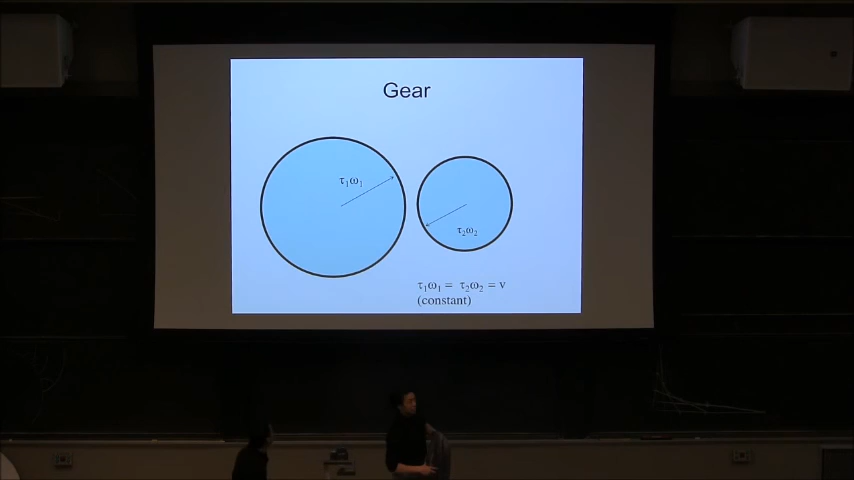 Gear
τ₁ω₁
τ₂ω₂
τ₁ω₁ = τ₂ω₂ = v
(constant)